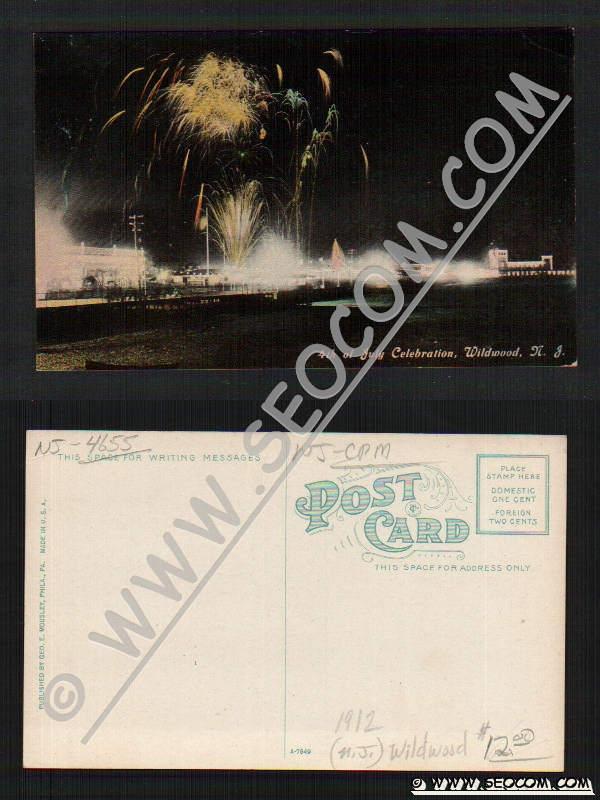 4th of July Celebration, Wildwood, N. J.
© WWW.SEOCOM.COM
NJ-4655
NJ-CPM
THIS SPACE FOR WRITING MESSAGES
POST CARD
PLACE
STAMP HERE
DOMESTIC
ONE CENT
FOREIGN
TWO CENTS
THIS SPACE FOR ADDRESS ONLY
PUBLISHED BY GEO. E. MOUSLEY, PHILA., PA. MADE IN U.S.A.
1912
(N.J.) Wildwood #12.00
A-7849
© WWW.SEOCOM.COM